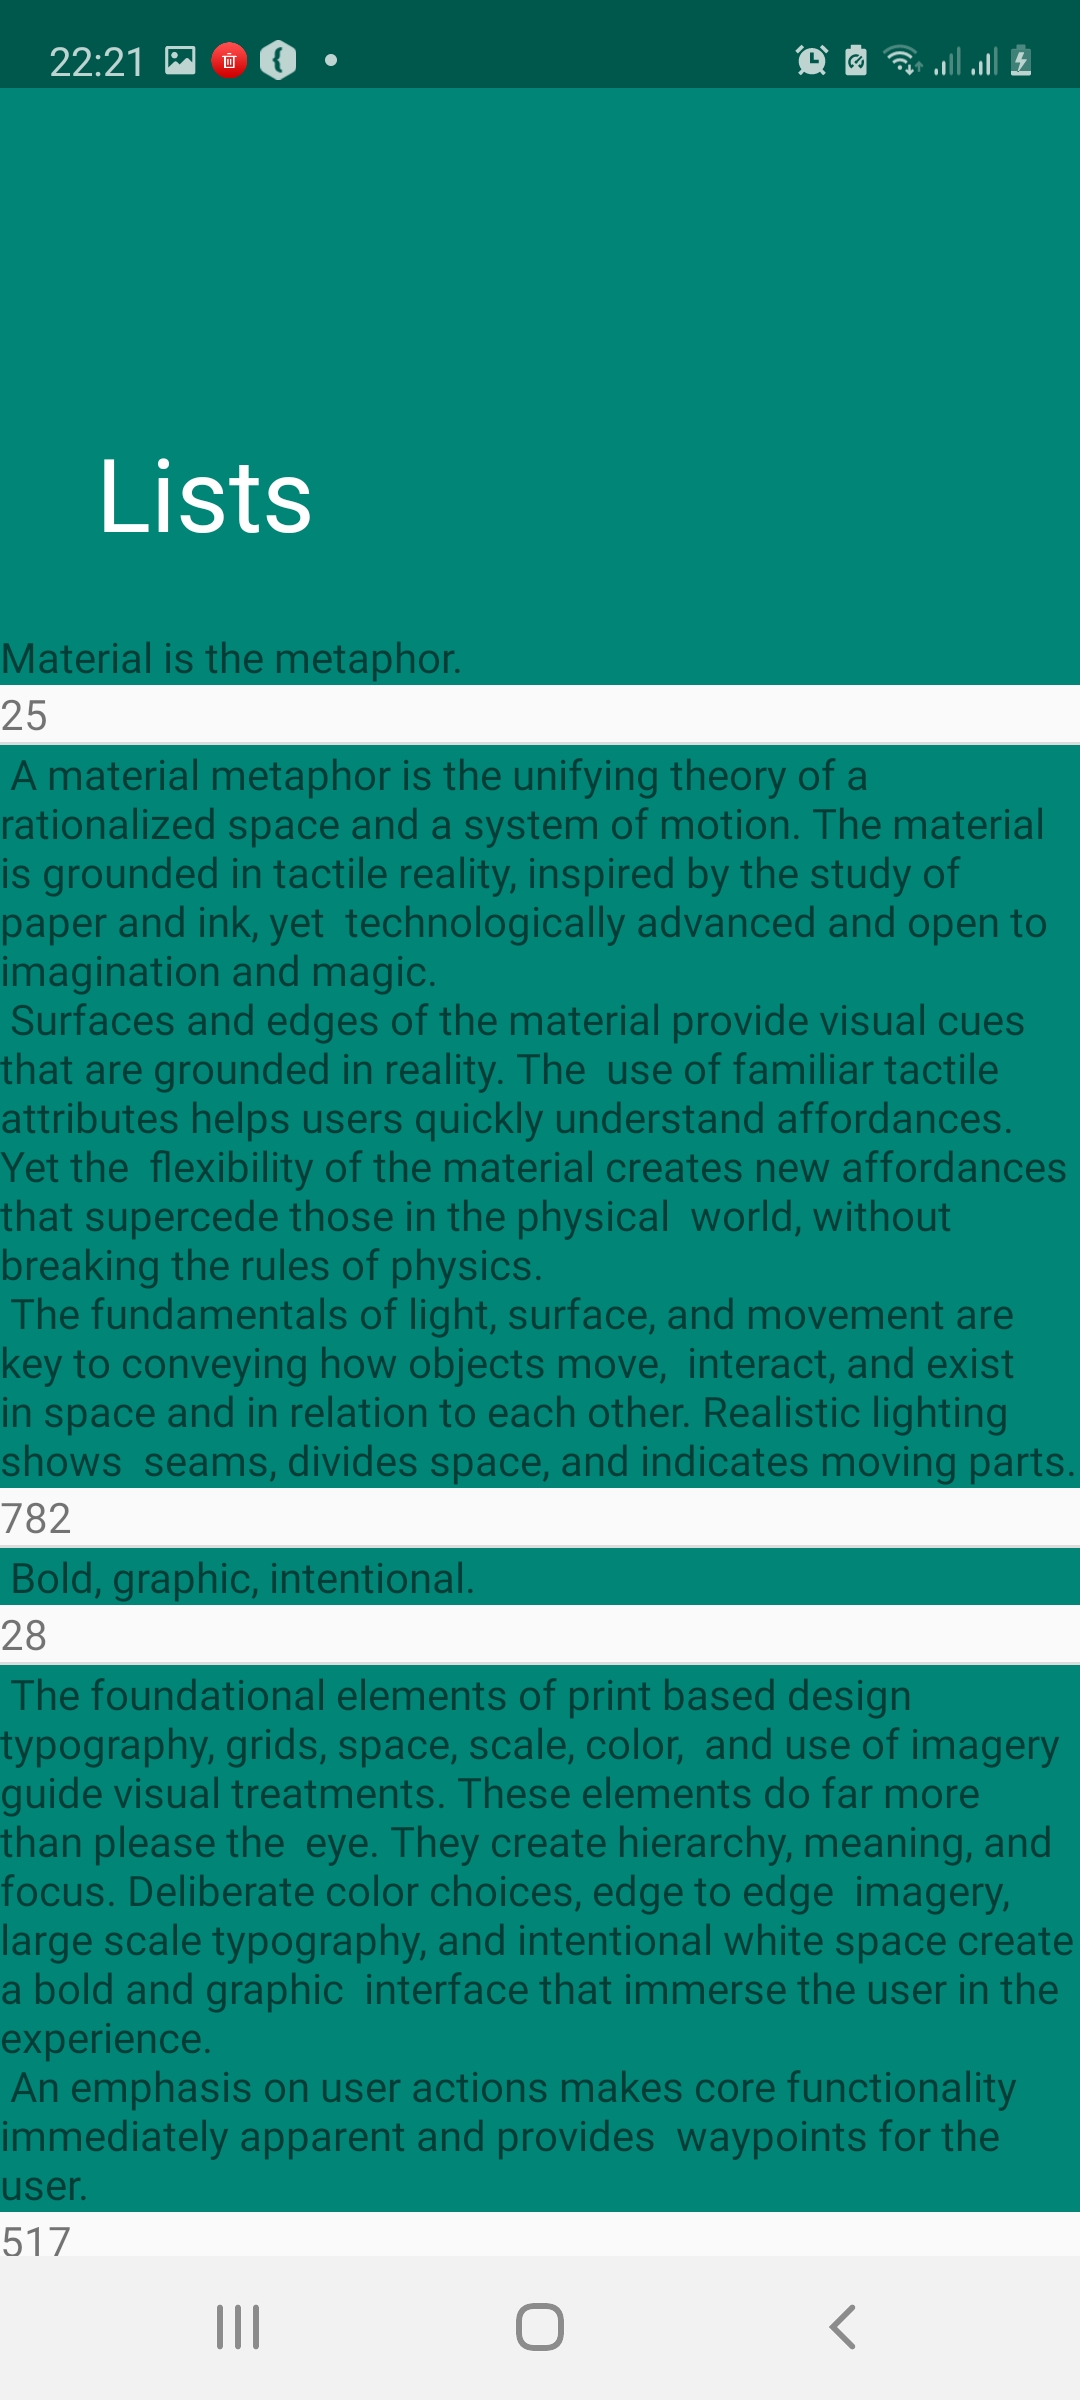 22:21
Lists
Material is the metaphor.
25
A material metaphor is the unifying theory of a
rationalized space and a system of motion. The material
is grounded in tactile reality, inspired by the study of
paper and ink, yet  technologically advanced and open to
imagination and magic.
Surfaces and edges of the material provide visual cues
that are grounded in reality. The  use of familiar tactile
attributes helps users quickly understand affordances.
Yet the  flexibility of the material creates new affordances
that supercede those in the physical  world, without
breaking the rules of physics.
The fundamentals of light, surface, and movement are
key to conveying how objects move,  interact, and exist
in space and in relation to each other. Realistic lighting
shows  seams, divides space, and indicates moving parts.
782
Bold, graphic, intentional.
28
The foundational elements of print based design
typography, grids, space, scale, color,  and use of imagery
guide visual treatments. These elements do far more
than please the  eye. They create hierarchy, meaning, and
focus. Deliberate color choices, edge to edge  imagery,
large scale typography, and intentional white space create
a bold and graphic  interface that immerse the user in the
experience.
An emphasis on user actions makes core functionality
immediately apparent and provides  waypoints for the
user.
517